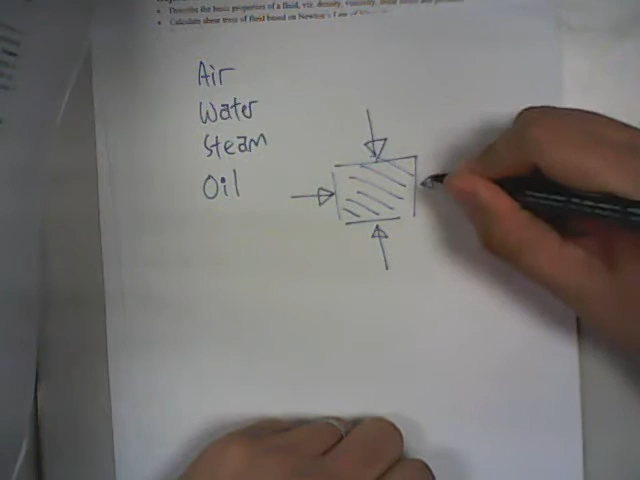 • Describe the basic properties of a fluid, viz. density, viscosity,
• Calculate shear stress of fluid based on Newton's Law of
Air
Water
Steam
Oil